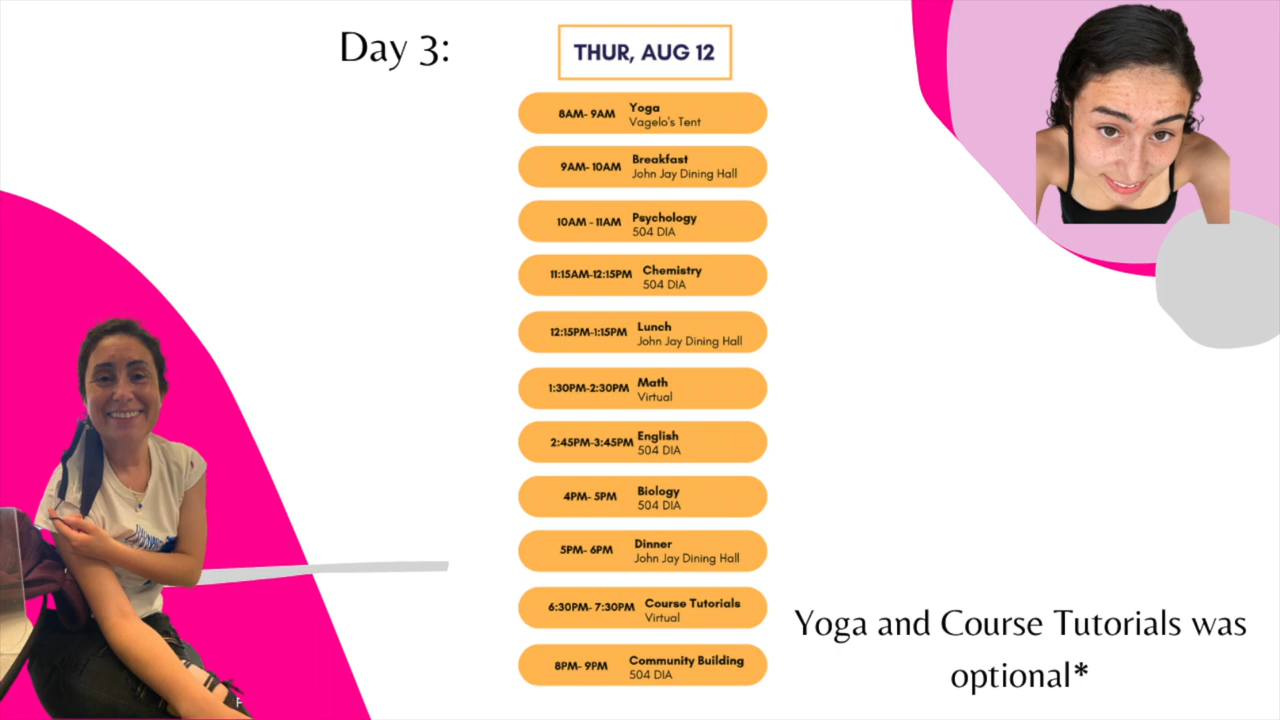 Day 3:
THUR, AUG 12
8AM- 9AM Yoga
Vagelo's Tent
9AM- 10AM Breakfast
John Jay Dining Hall
10AM - 11AM Psychology
504 DIA
11:15AM-12:15PM Chemistry
504 DIA
12:15PM-1:15PM Lunch
John Jay Dining Hall
1:30PM-2:30PM Math
Virtual
2:45PM-3:45PM English
504 DIA
4PM- 5PM Biology
504 DIA
5PM- 6PM Dinner
John Jay Dining Hall
6:30PM- 7:30PM Course Tutorials
Virtual
8PM- 9PM Community Building
504 DIA
Yoga and Course Tutorials was
optional*